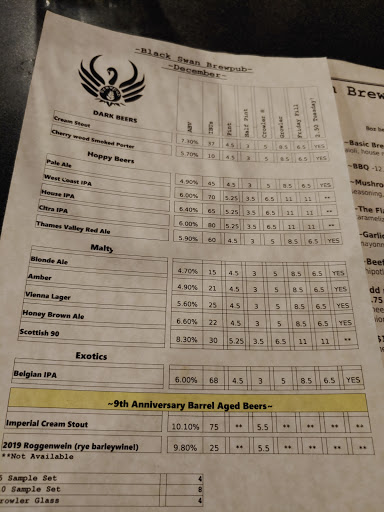 ~Black Swan Brewpub~
~December~
DARK BEERS ABV IBUs Pint Half Pint Crowler Growler Friday Fill 2.50 Tuesday?
Cream Stout 7.30% 37 4.5 3 5 8.5 6.5 YES
Cherry wood Smoked Porter 5.70% 10 4.5 3 5 8.5 6.5 YES
Hoppy Beers
Pale Ale 4.90% 45 4.5 3 5 8.5 6.5 YES
West Coast IPA 6.00% 70 5.25 3.5 6.5 11 11 **
House IPA 6.40% 65 5.25 3.5 6.5 11 11 **
Citra IPA 6.00% 80 5.25 3.5 6.5 11 11 **
Thames Valley Red Ale 5.90% 60 4.5 3 5 8.5 6.5 YES
Malty
Blonde Ale 4.70% 15 4.5 3 5 8.5 6.5 YES
Amber 4.90% 21 4.5 3 5 8.5 6.5 YES
Vienna Lager 5.60% 25 4.5 3 5 8.5 6.5 YES
Honey Brown Ale 6.60% 22 4.5 3 5 8.5 6.5 YES
Scottish 90 8.30% 30 5.25 3.5 6.5 11 11 **
Exotics
Belgian IPA 6.00% 68 4.5 3 5 8.5 6.5 YES
~9th Anniversary Barrel Aged Beers~
Imperial Cream Stout 10.10% 75 ** 5.5 ** ** ** **
2019 Roggenwein (rye barleywine!) 9.80% 25 ** 5.5 ** ** ** **
**Not Available
5 Sample Set 4
0 Sample Set 8
rowler Glass 4
n Brew
~Basic Bre
~BBQ -12.
~Mushro
seasoning,
~The Fla
~Garlic
~Beef